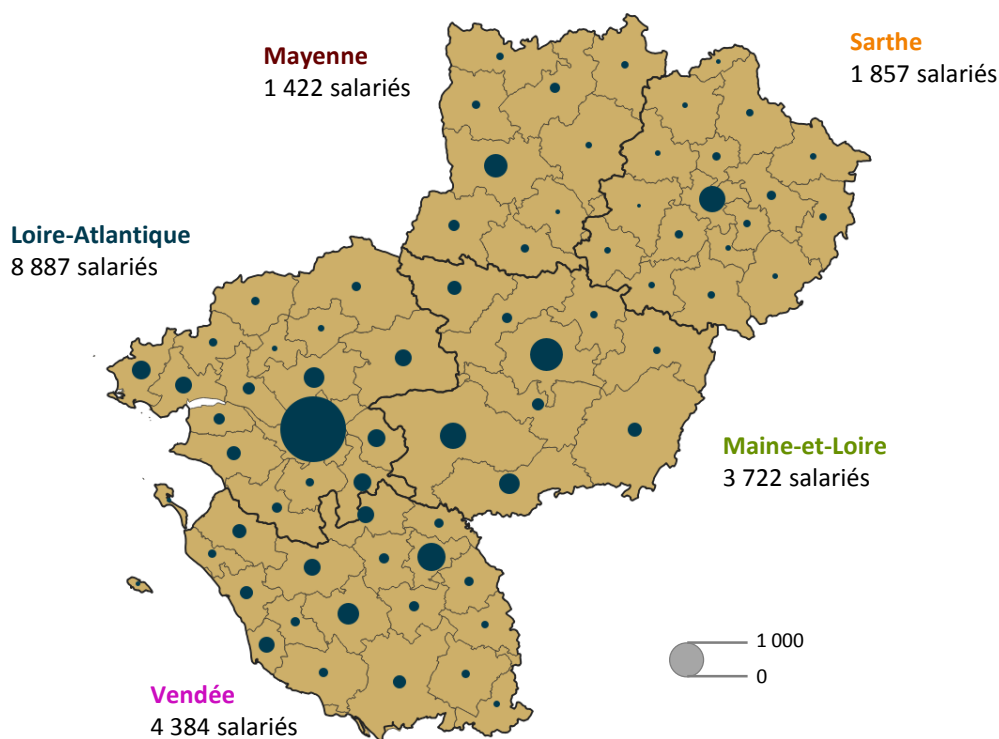 Mayenne
1 422 salariés
Sarthe
1 857 salariés
Loire-Atlantique
8 887 salariés
Maine-et-Loire
3 722 salariés
Vendée
4 384 salariés
1 000
0